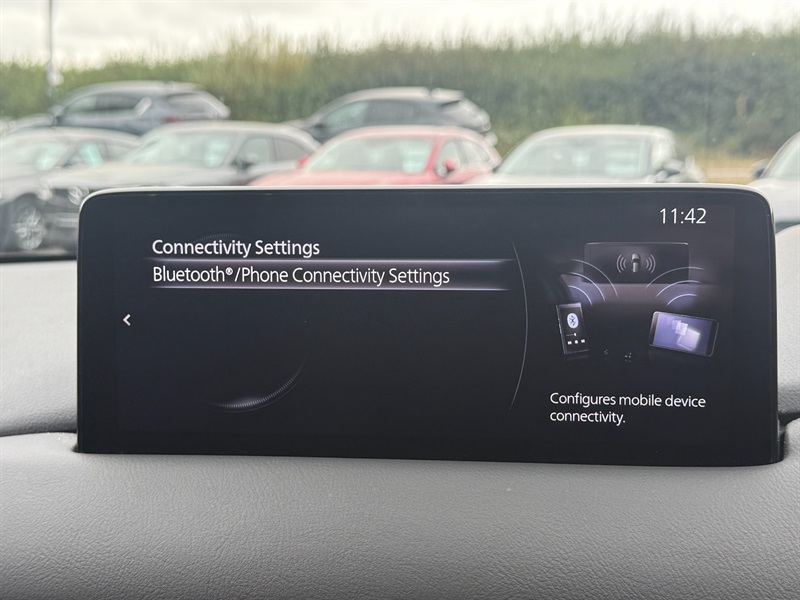 11:42
Connectivity Settings
Bluetooth®/Phone Connectivity Settings
Configures mobile device
connectivity.